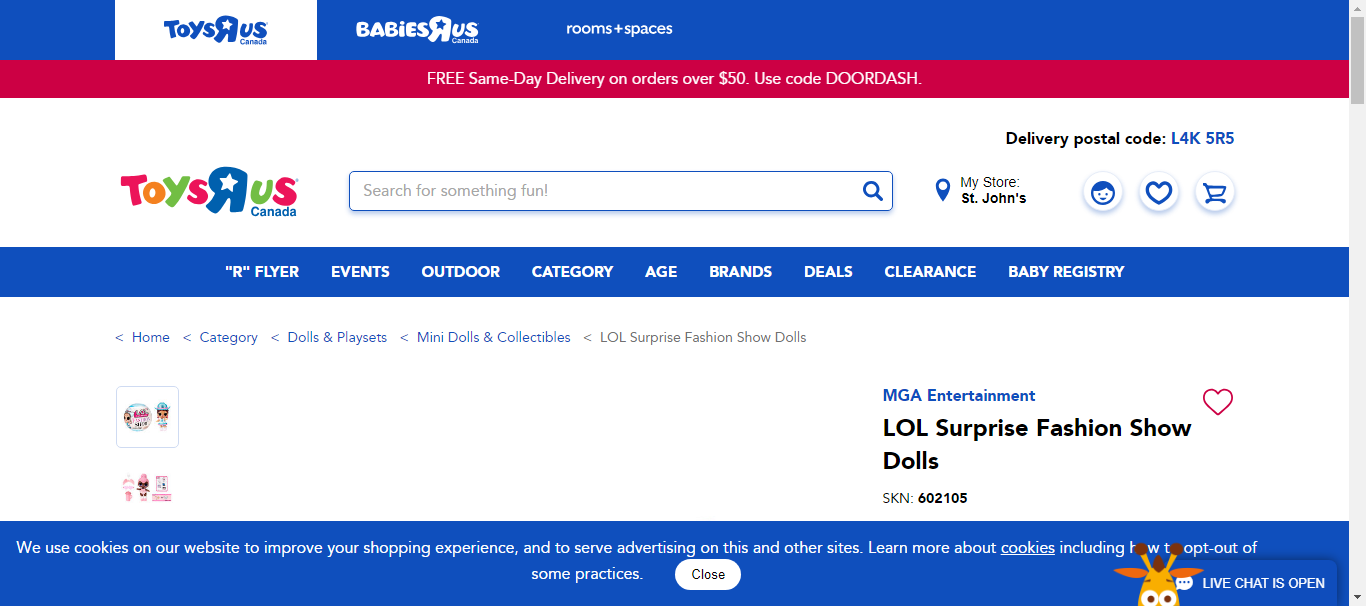 TOYS R US Canada
BABIES R US Canada
rooms+spaces
FREE Same-Day Delivery on orders over $50. Use code DOORDASH.
Delivery postal code: L4K 5R5
TOYS R US Canada
Search for something fun!
My Store:
St. John's
"R" FLYER EVENTS OUTDOOR CATEGORY AGE BRANDS DEALS CLEARANCE BABY REGISTRY
< Home < Category < Dolls & Playsets < Mini Dolls & Collectibles < LOL Surprise Fashion Show Dolls
MGA Entertainment
LOL Surprise Fashion Show
Dolls
SKN: 602105
We use cookies on our website to improve your shopping experience, and to serve advertising on this and other sites. Learn more about cookies including how to opt-out of
some practices. Close
LIVE CHAT IS OPEN